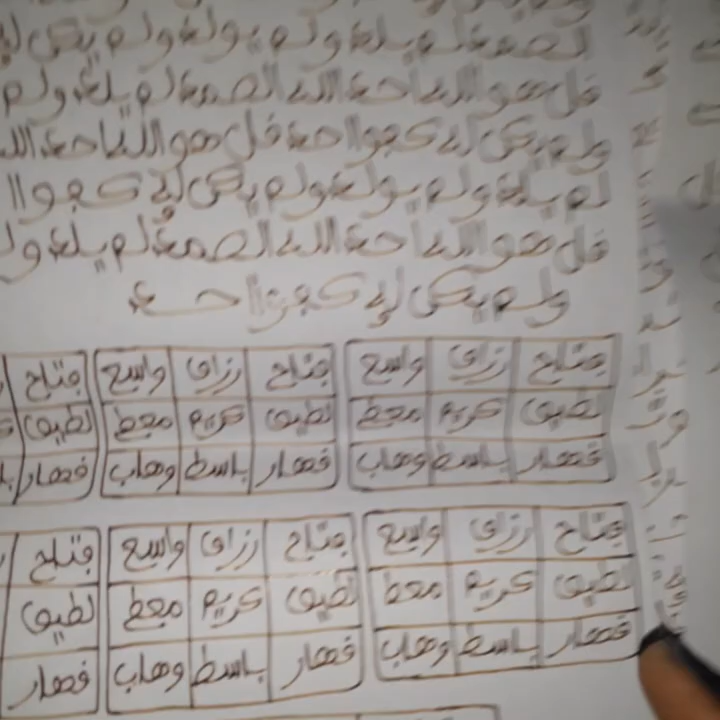 الصمد لم يلد ولم يولد ولم يكن
قل هو الله احد الله الصمد لم يلد ولم
ولم يكن له كفوا احد قل هو الله احد الله
لم يلد ولم يولد ولم يكن له كفوا ا
قل هو الله احد الله الصمد لم يلد ول
ولم يكن له كفوا احد
فتاح رزاق واسع فتاح رزاق واسع فتاح
لطيف كريم معط لطيف كريم معط لطيف
قهار باسط وهاب قهار باسط وهاب قهار
فتاح رزاق واسع فتاح رزاق واسع فتاح
لطيف كريم معط لطيف كريم معط لطيف
قهار باسط وهاب قهار باسط وهاب قهار